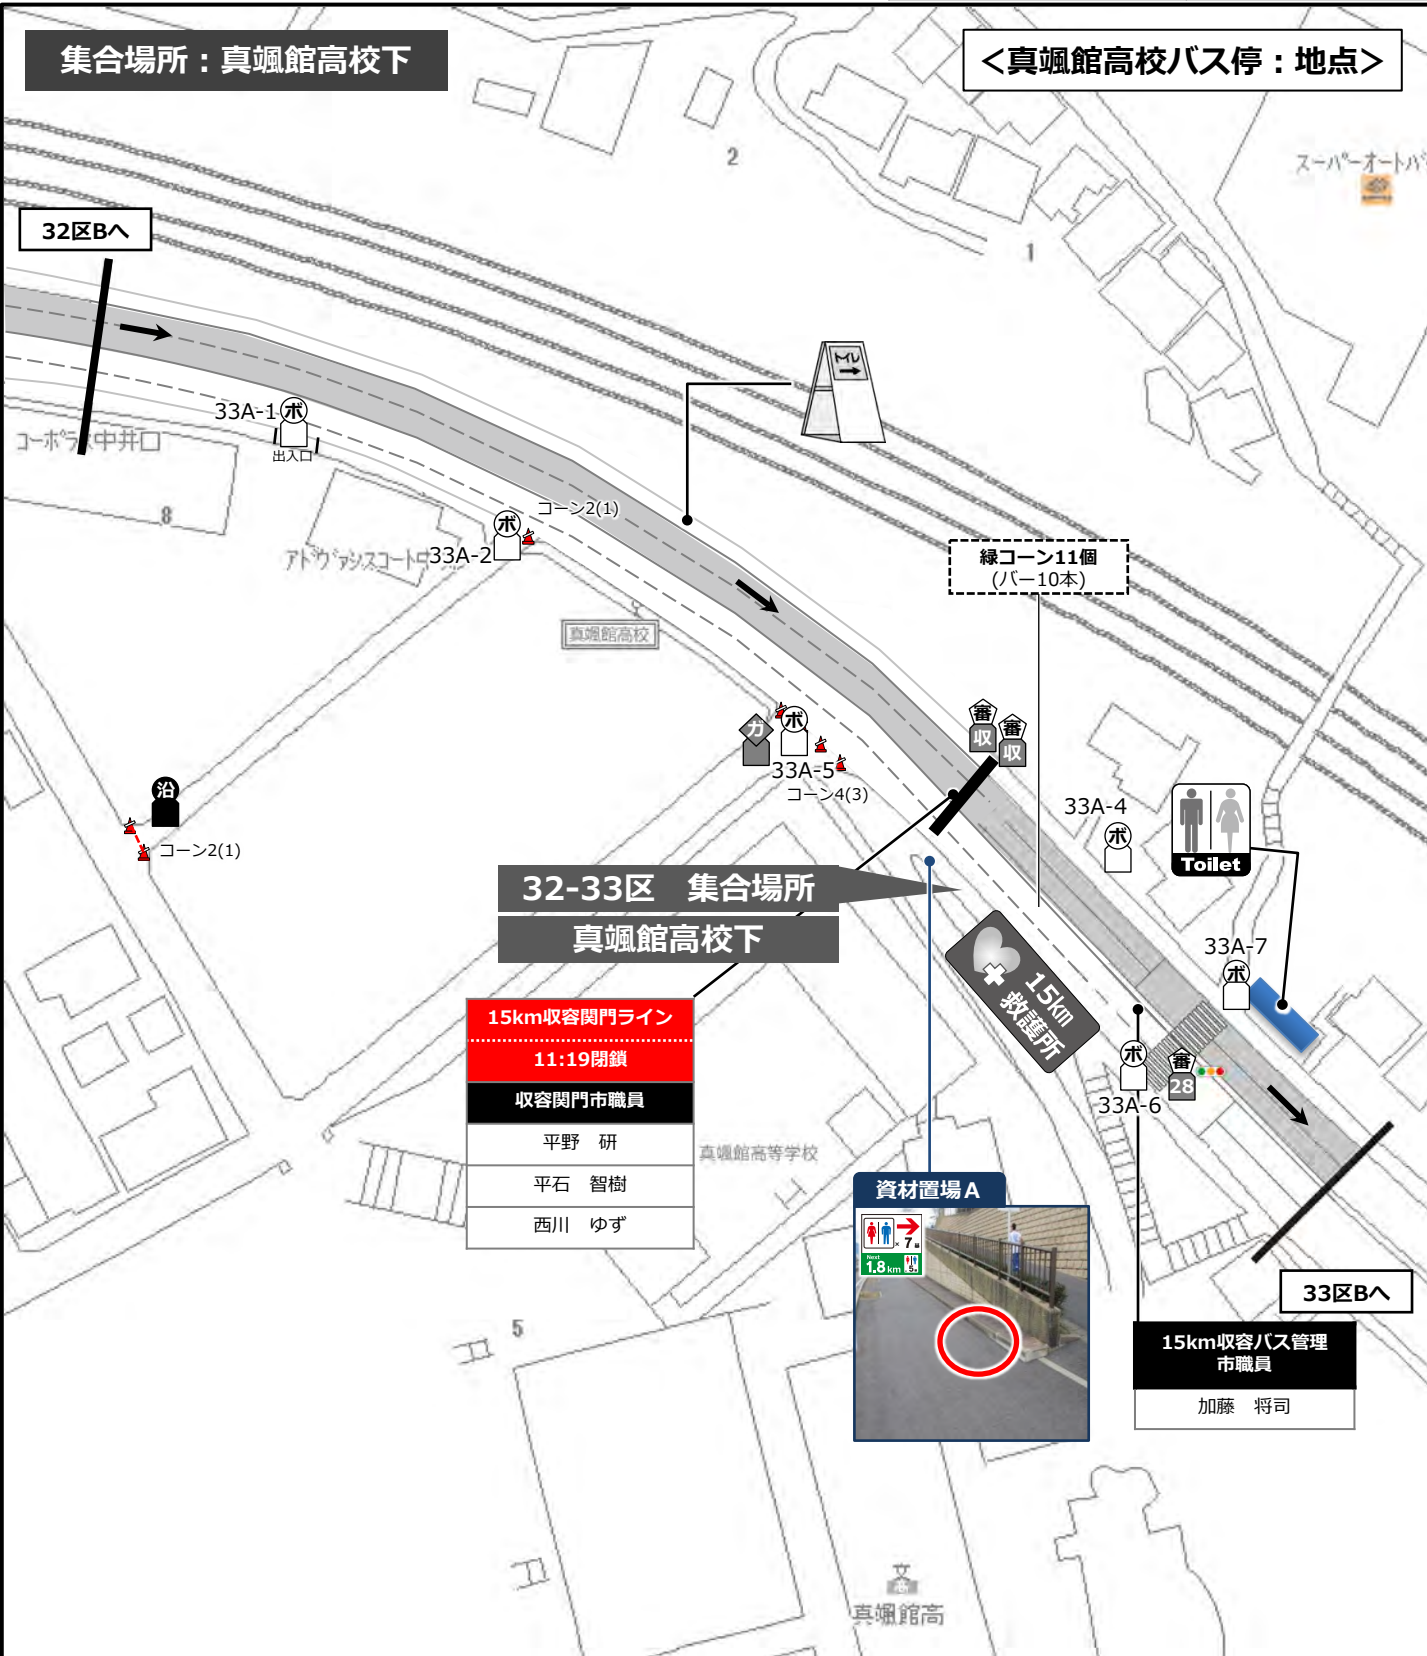 集合場所：真颯館高校下
<真颯館高校バス停：地点>
2
スーパーオートバ
32区Bへ
1
トイレ
33A-1
ボ
コーポラス中井口
出入口
8
コーン2(1)
ボ
33A-2
緑コーン11個
(バー10本)
真颯館高校
審
収
審
収
ガ
ボ
33A-5
コーン4(3)
沿
コーン2(1)
33A-4
ボ
Toilet
32-33区　集合場所
真颯館高校下
15km
救護所
33A-7
ボ
15km収容関門ライン
11:19閉鎖
収容関門市職員
平野　研
平石　智樹
西川　ゆず
ボ
33A-6
審
28
真颯館高等学校
資材置場A
× 7
Next
1.8km
5
33区Bへ
15km収容バス管理
市職員
加藤　将司
5
文
高
真颯館高